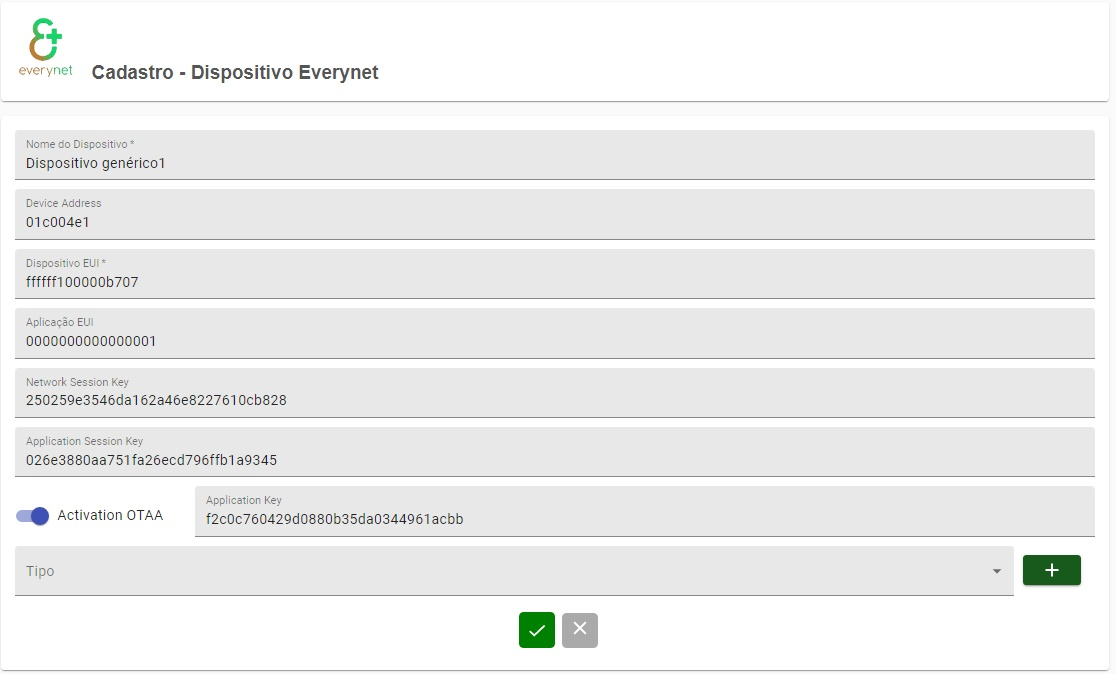 everynet
Cadastro - Dispositivo Everynet
Nome do Dispositivo *
Dispositivo genérico1
Device Address
01c004e1
Dispositivo EUI *
ffffff100000b707
Aplicação EUI
0000000000000001
Network Session Key
250259e3546da162a46e8227610cb828
Application Session Key
026e3880aa751fa26ecd796ffb1a9345
Activation OTAA
Application Key
f2c0c760429d0880b35da0344961acbb
Tipo